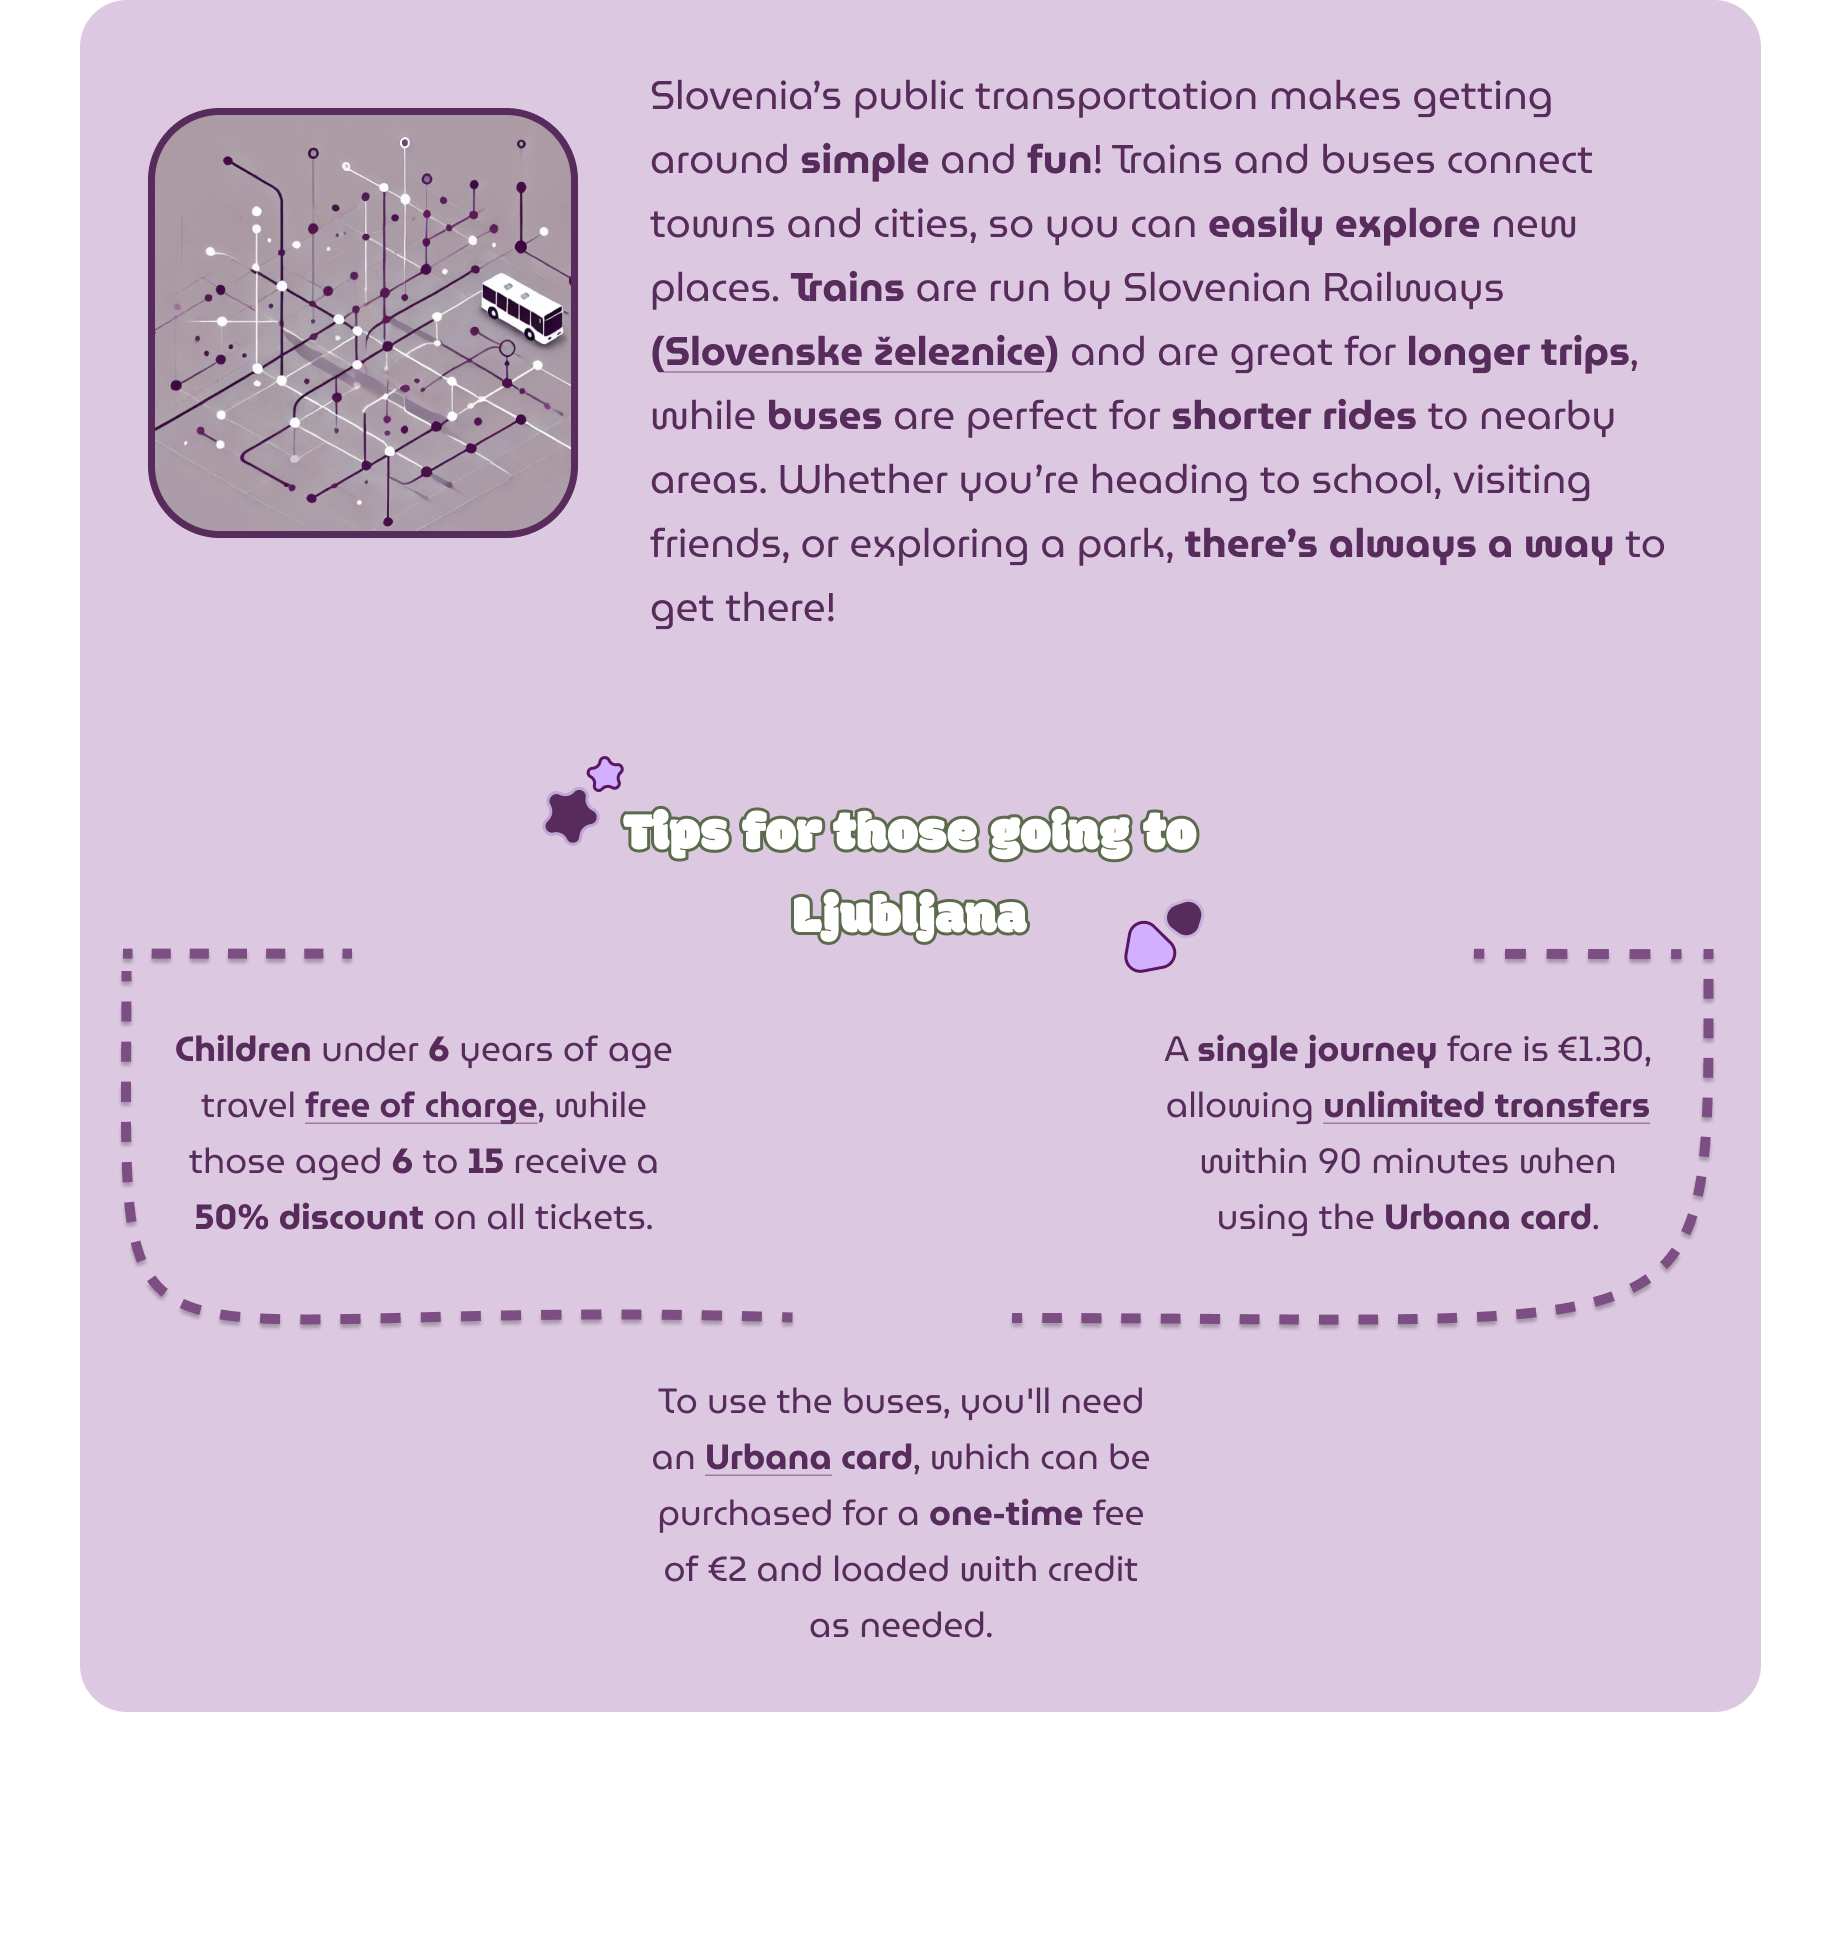 Slovenia’s public transportation makes getting
around simple and fun! Trains and buses connect
towns and cities, so you can easily explore new
places. Trains are run by Slovenian Railways
(Slovenske železnice) and are great for longer trips,
while buses are perfect for shorter rides to nearby
areas. Whether you’re heading to school, visiting
friends, or exploring a park, there’s always a way to
get there!
Tips for those going to
Ljubljana
Children under 6 years of age
travel free of charge, while
those aged 6 to 15 receive a
50% discount on all tickets.
A single journey fare is €1.30,
allowing unlimited transfers
within 90 minutes when
using the Urbana card.
To use the buses, you'll need
an Urbana card, which can be
purchased for a one-time fee
of €2 and loaded with credit
as needed.